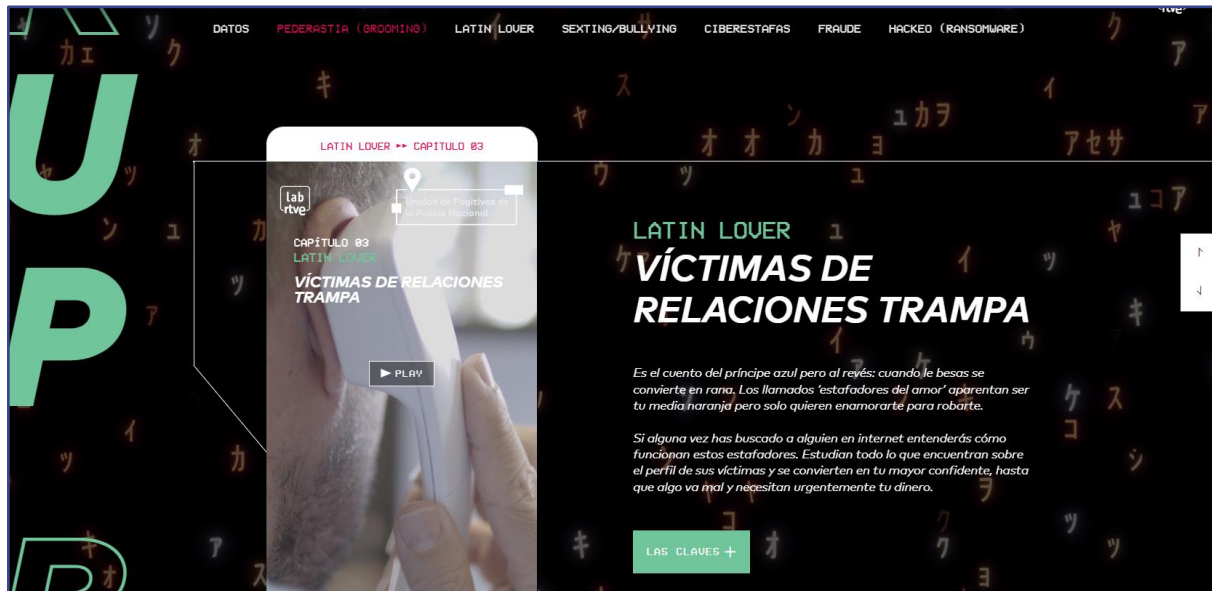 DATOS
PEDERASTIA (GROOMING)
LATIN LOVER
SEXTING/BULLYING
CIBERESTAFAS
FRAUDE
HACKEO (RANSOMWARE)
UP
LATIN LOVER ►► CAPÍTULO 03
lab
rtve
Unidad de Fugitivos de
la Policía Nacional
CAPÍTULO 03
LATIN LOVER
VÍCTIMAS DE RELACIONES
TRAMPA
► PLAY
LATIN LOVER
VÍCTIMAS DE
RELACIONES TRAMPA
Es el cuento del príncipe azul pero al revés: cuando le besas se
convierte en rana. Los llamados ‘estafadores del amor’ aparentan ser
tu media naranja pero solo quieren enamorarte para robarte.
Si alguna vez has buscado a alguien en internet entenderás cómo
funcionan estos estafadores. Estudian todo lo que encuentran sobre
el perfil de sus víctimas y se convierten en tu mayor confidente, hasta
que algo va mal y necesitan urgentemente tu dinero.
LAS CLAVES +